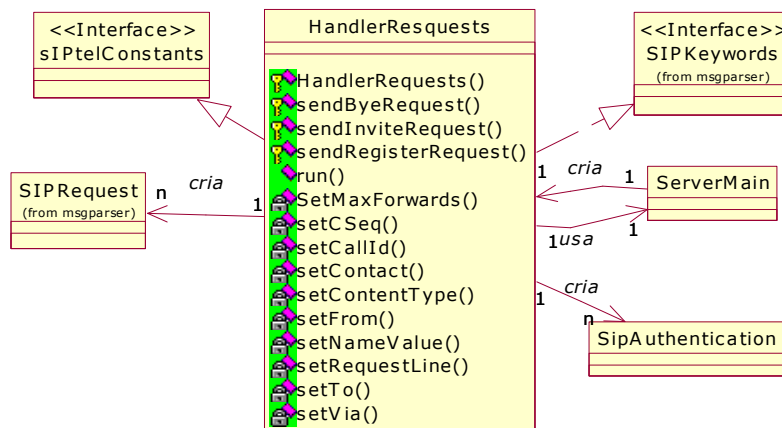 <<Interface>>
sIPtelConstants
HandlerResquests
HandlerRequests()
sendByeRequest()
sendInviteRequest()
sendRegisterRequest()
run()
SetMaxForwards()
setCSeq()
setCallId()
setContact()
setContentType()
setFrom()
setNameValue()
setRequestLine()
setTo()
setVia()
<<Interface>>
SIPKeywords
(from msgparser)
SIPRequest
(from msgparser)
n
cria
1
1
cria
1
ServerMain
1
usa
1
1
cria
n
SipAuthentication